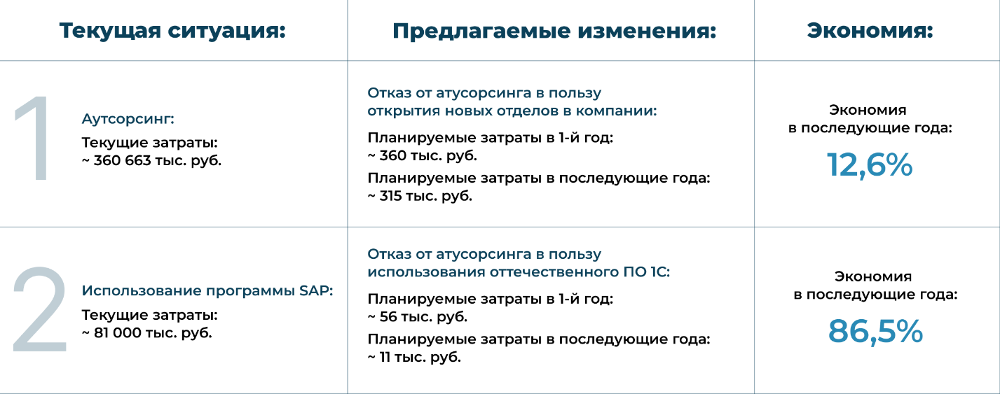 Текущая ситуация:
Предлагаемые изменения:
Экономия:
1
Аутсорсинг:
Текущие затраты:
~ 360 663 тыс. руб.
Отказ от атусорсинга в пользу
открытия новых отделов в компании:
Планируемые затраты в 1-й год:
~ 360 тыс. руб.
Планируемые затраты в последующие года:
~ 315 тыс. руб.
Экономия
в последующие года:
12,6%
2
Использование программы SAP:
Текущие затраты:
~ 81 000 тыс. руб.
Отказ от атусорсинга в пользу
использования оттечественного ПО 1С:
Планируемые затраты в 1-й год:
~ 56 тыс. руб.
Планируемые затраты в последующие года:
~ 11 тыс. руб.
Экономия
в последующие года:
86,5%